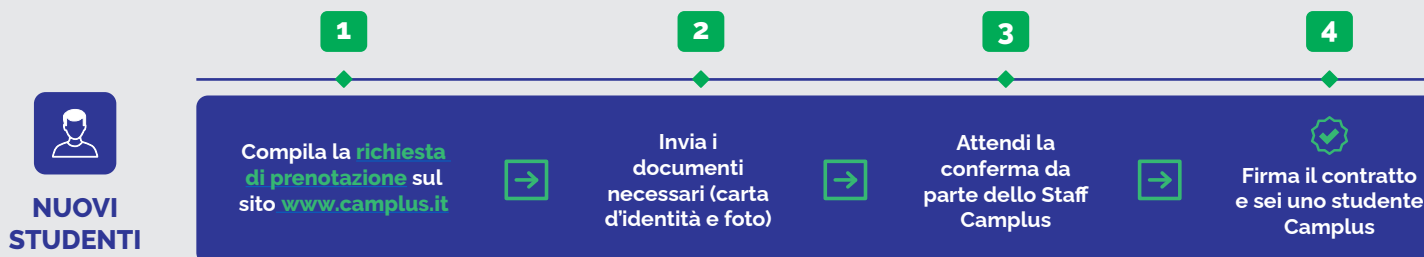 1
2
3
4
NUOVI
STUDENTI
Compila la richiesta
di prenotazione sul
sito www.camplus.it
Invia i
documenti
necessari (carta
d'identità e foto)
Attendi la
conferma da
parte dello Staff
Camplus
Firma il contratto
e sei uno studente
Camplus